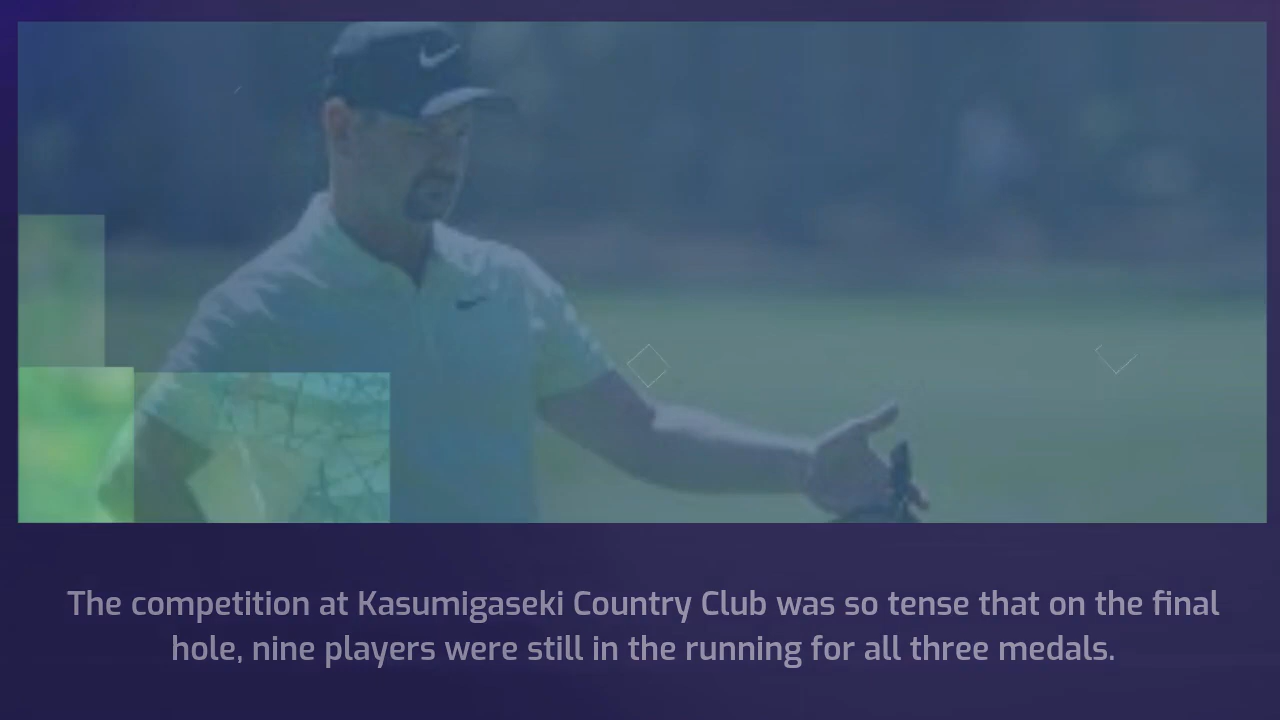 The competition at Kasumigaseki Country Club was so tense that on the final
hole, nine players were still in the running for all three medals.